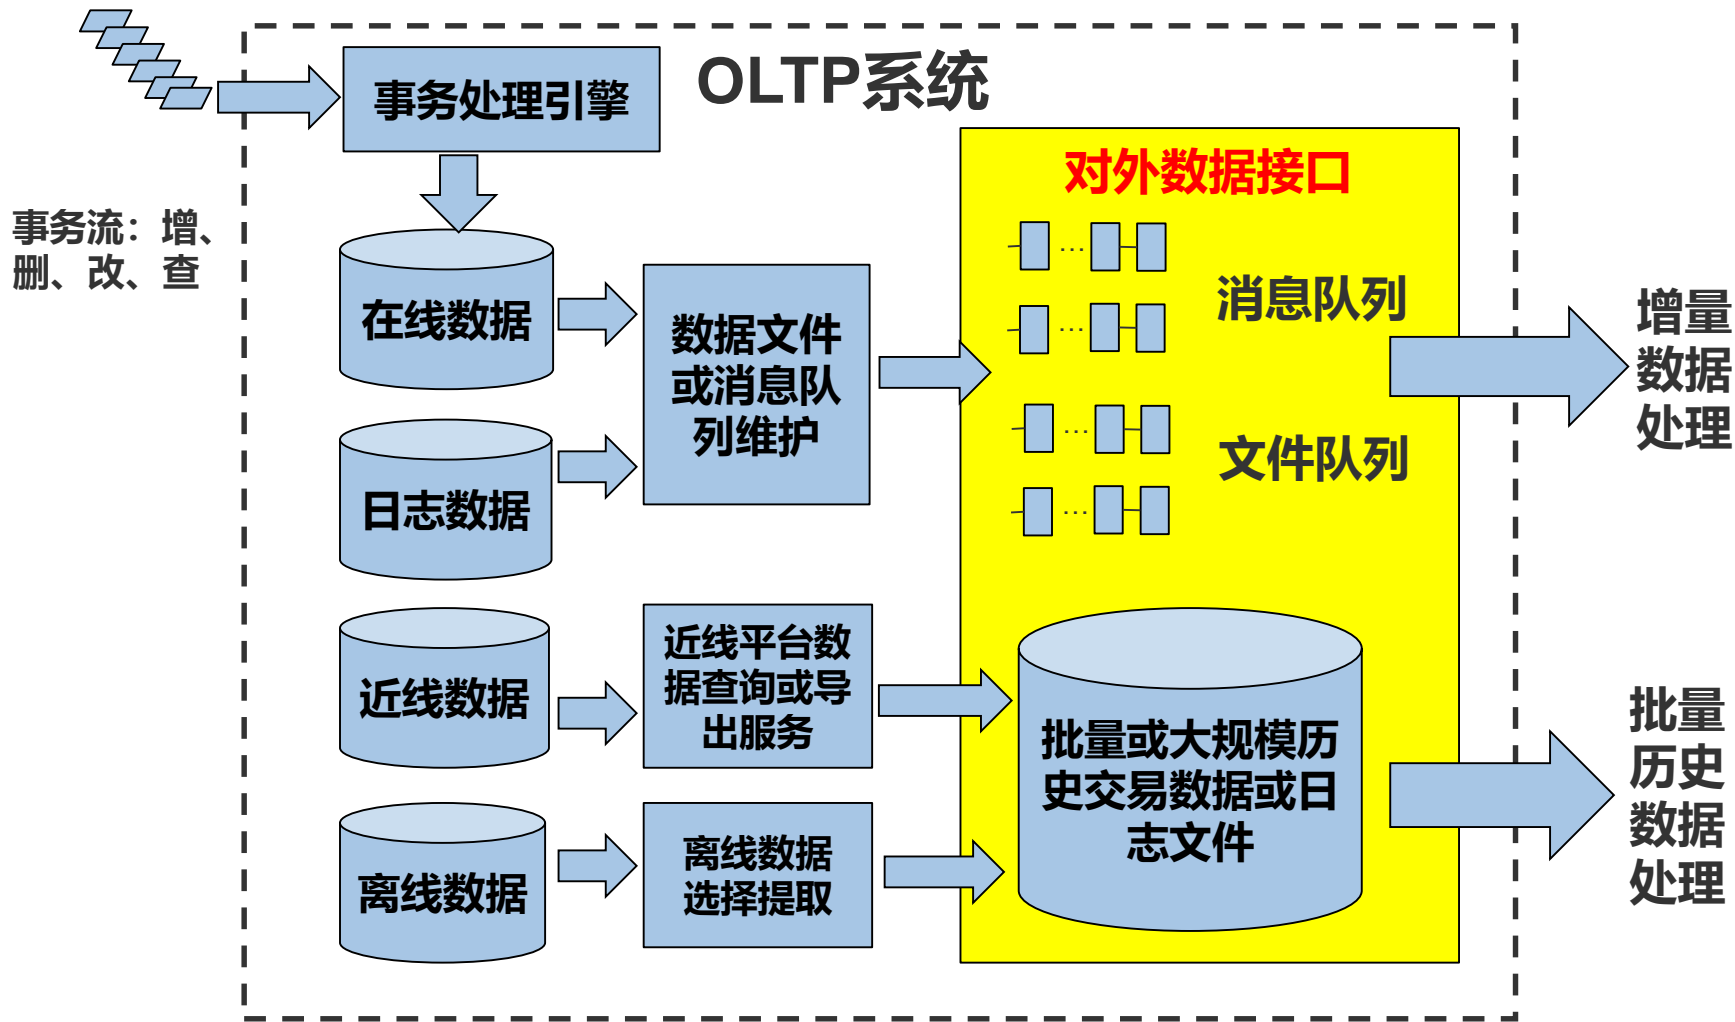 OLTP系统
事务处理引擎
事务流：增、
删、改、查
在线数据
日志数据
近线数据
离线数据
数据文件
或消息队
列维护
近线平台数
据查询或导
出服务
离线数据
选择提取
对外数据接口
...
消息队列
...
...
文件队列
...
批量或大规模历
史交易数据或日
志文件
增量
数据
处理
批量
历史
数据
处理